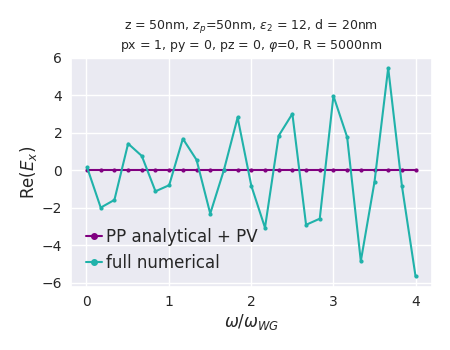 z = 50nm, z_p=50nm, ε_2 = 12, d = 20nm
px = 1, py = 0, pz = 0, φ=0, R = 5000nm
6
4
2
0
−2
−4
−6
Re(E_x)
PP analytical + PV
full numerical
0 1 2 3 4
ω/ω_WG